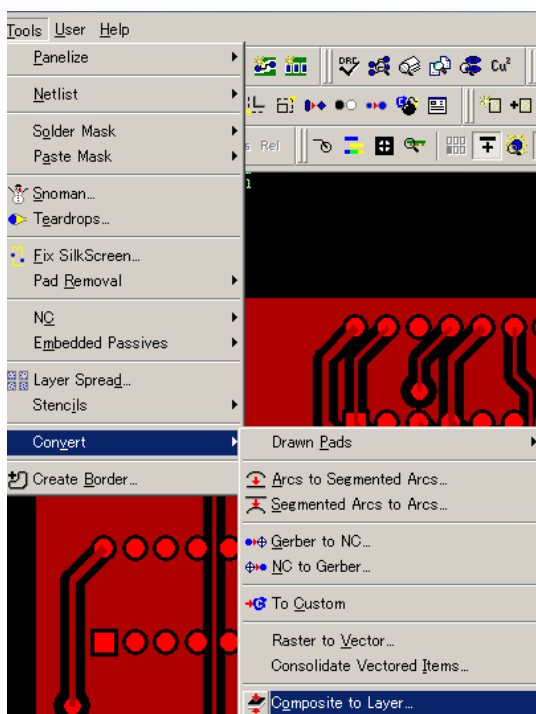 Tools User Help
Panelize
Netlist
Solder Mask
Paste Mask
Snoman...
Teardrops...
Fix SilkScreen...
Pad Removal
NC
Embedded Passives
Layer Spread...
Stencils
Convert
Create Border...
DRC
Cu²
s Rel
Drawn Pads
Arcs to Segmented Arcs...
Segmented Arcs to Arcs...
Gerber to NC...
NC to Gerber...
To Custom
Raster to Vector...
Consolidate Vectored Items...
Composite to Layer...